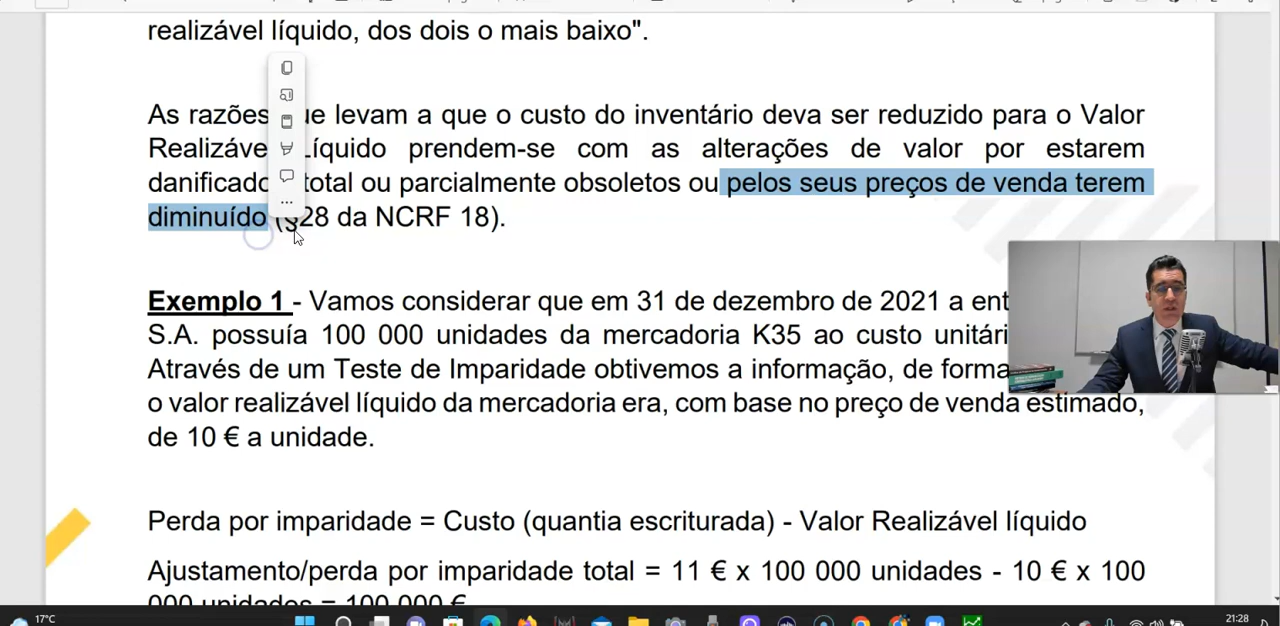 realizável líquido, dos dois o mais baixo".
As razões que levam a que o custo do inventário deva ser reduzido para o Valor
Realizável Líquido prendem-se com as alterações de valor por estarem
danificado total ou parcialmente obsoletos ou pelos seus preços de venda terem
diminuído (§28 da NCRF 18).
Exemplo 1 - Vamos considerar que em 31 de dezembro de 2021 a ent
S.A. possuía 100 000 unidades da mercadoria K35 ao custo unitári
Através de um Teste de Imparidade obtivemos a informação, de forma
o valor realizável líquido da mercadoria era, com base no preço de venda estimado,
de 10 € a unidade.
Perda por imparidade = Custo (quantia escriturada) - Valor Realizável líquido
Ajustamento/perda por imparidade total = 11 € x 100 000 unidades - 10 € x 100
000 unidades = 100 000 €
17°C
21:28